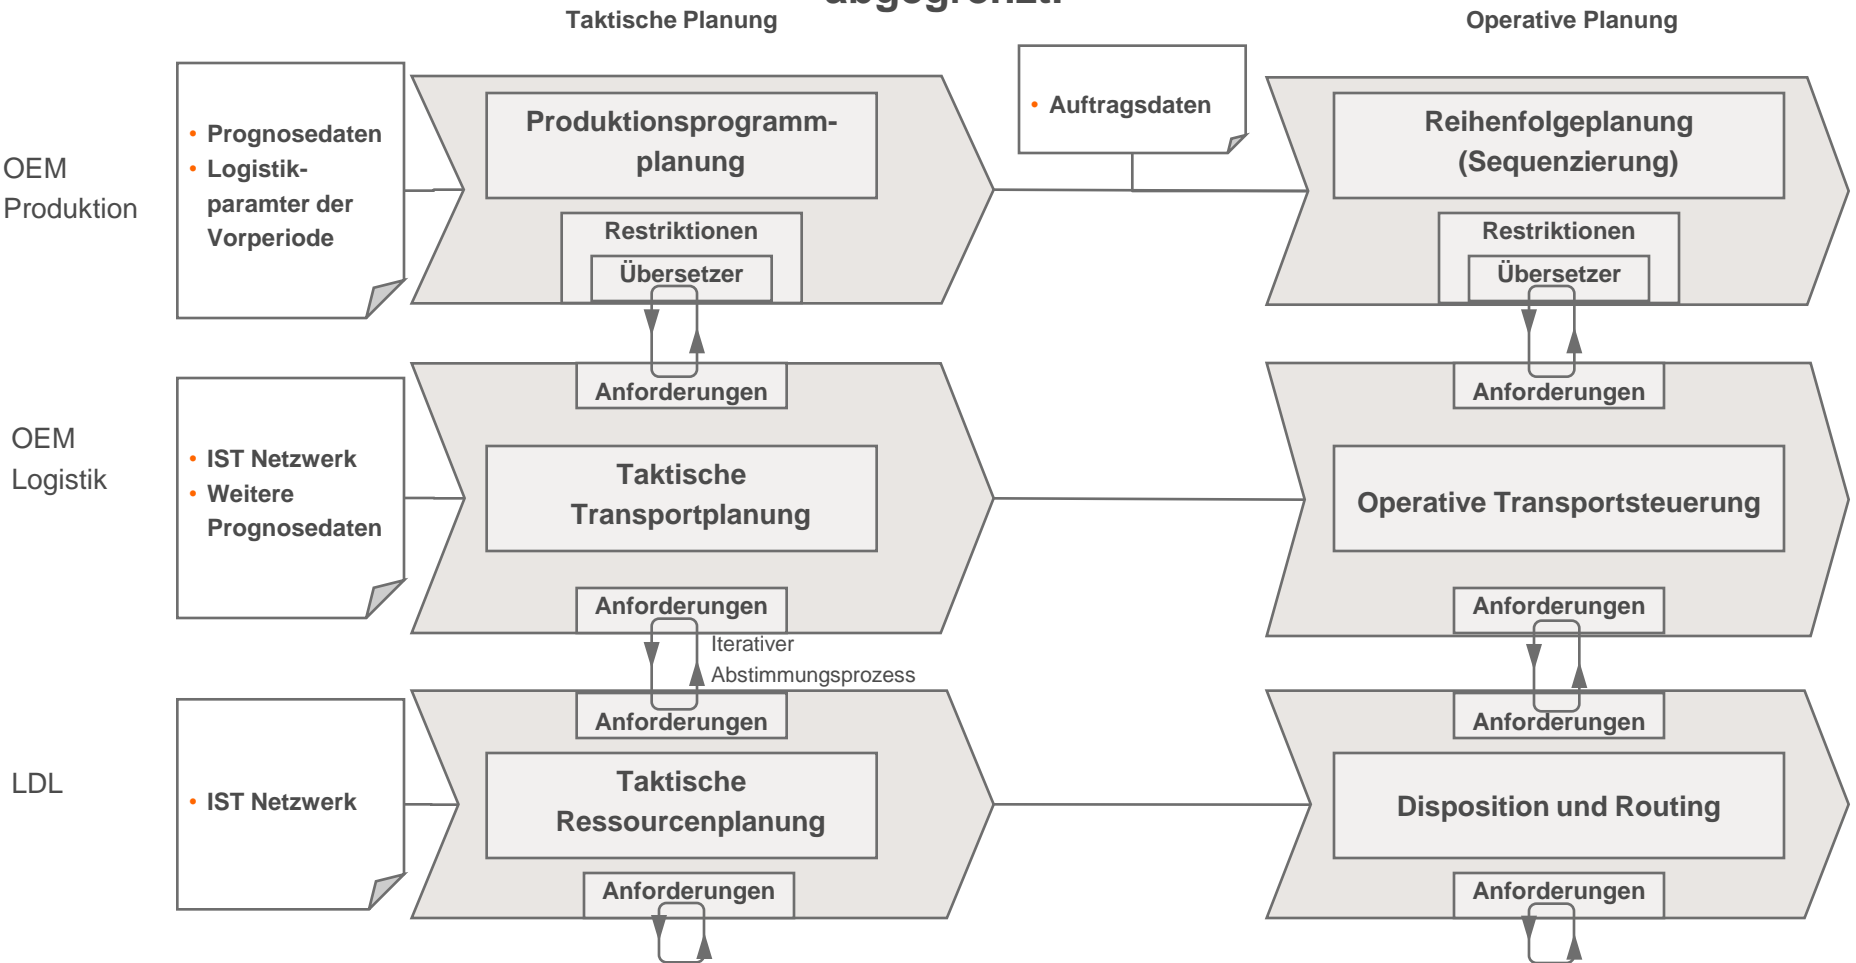 abgegrenzt.
Taktische Planung
Operative Planung
OEM
Produktion
• Prognosedaten
• Logistik-
paramter der
Vorperiode
Produktionsprogramm-
planung
Restriktionen
Übersetzer
• Auftragsdaten
Reihenfolgeplanung
(Sequenzierung)
Restriktionen
Übersetzer
OEM
Logistik
• IST Netzwerk
• Weitere
Prognosedaten
Anforderungen
Taktische
Transportplanung
Anforderungen
Anforderungen
Operative Transportsteuerung
Anforderungen
Iterativer
Abstimmungsprozess
LDL
• IST Netzwerk
Anforderungen
Taktische
Ressourcenplanung
Anforderungen
Anforderungen
Disposition und Routing
Anforderungen